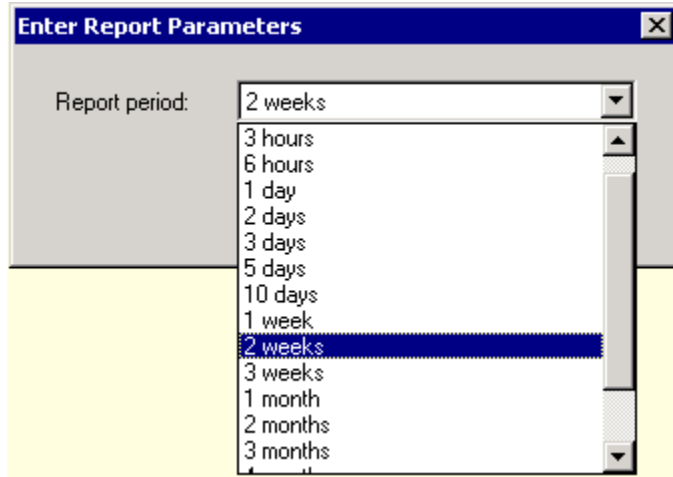 Enter Report Parameters
Report period:
2 weeks
3 hours
6 hours
1 day
2 days
3 days
5 days
10 days
1 week
2 weeks
3 weeks
1 month
2 months
3 months